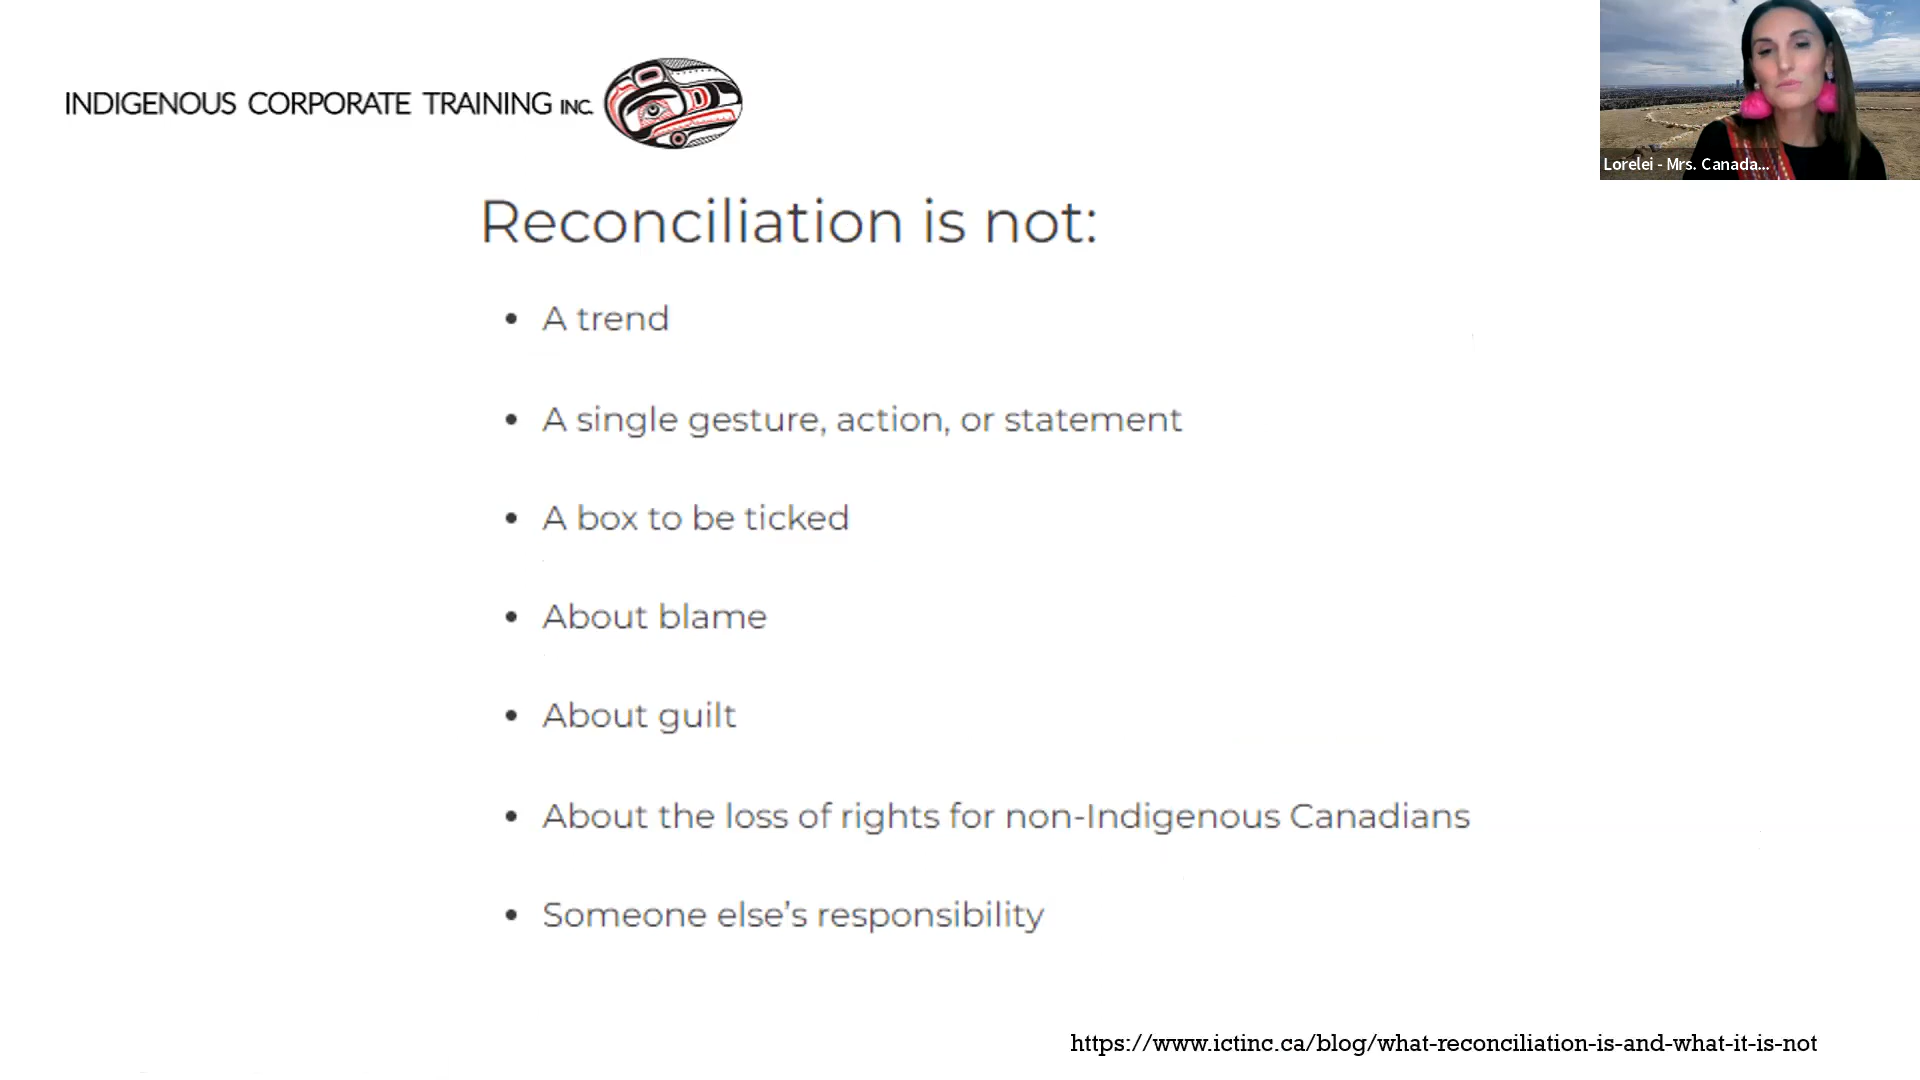 INDIGENOUS CORPORATE TRAINING INC.
Lorelei - Mrs. Canada...
Reconciliation is not:
• A trend
• A single gesture, action, or statement
• A box to be ticked
• About blame
• About guilt
• About the loss of rights for non-Indigenous Canadians
• Someone else’s responsibility
https://www.ictinc.ca/blog/what-reconciliation-is-and-what-it-is-not